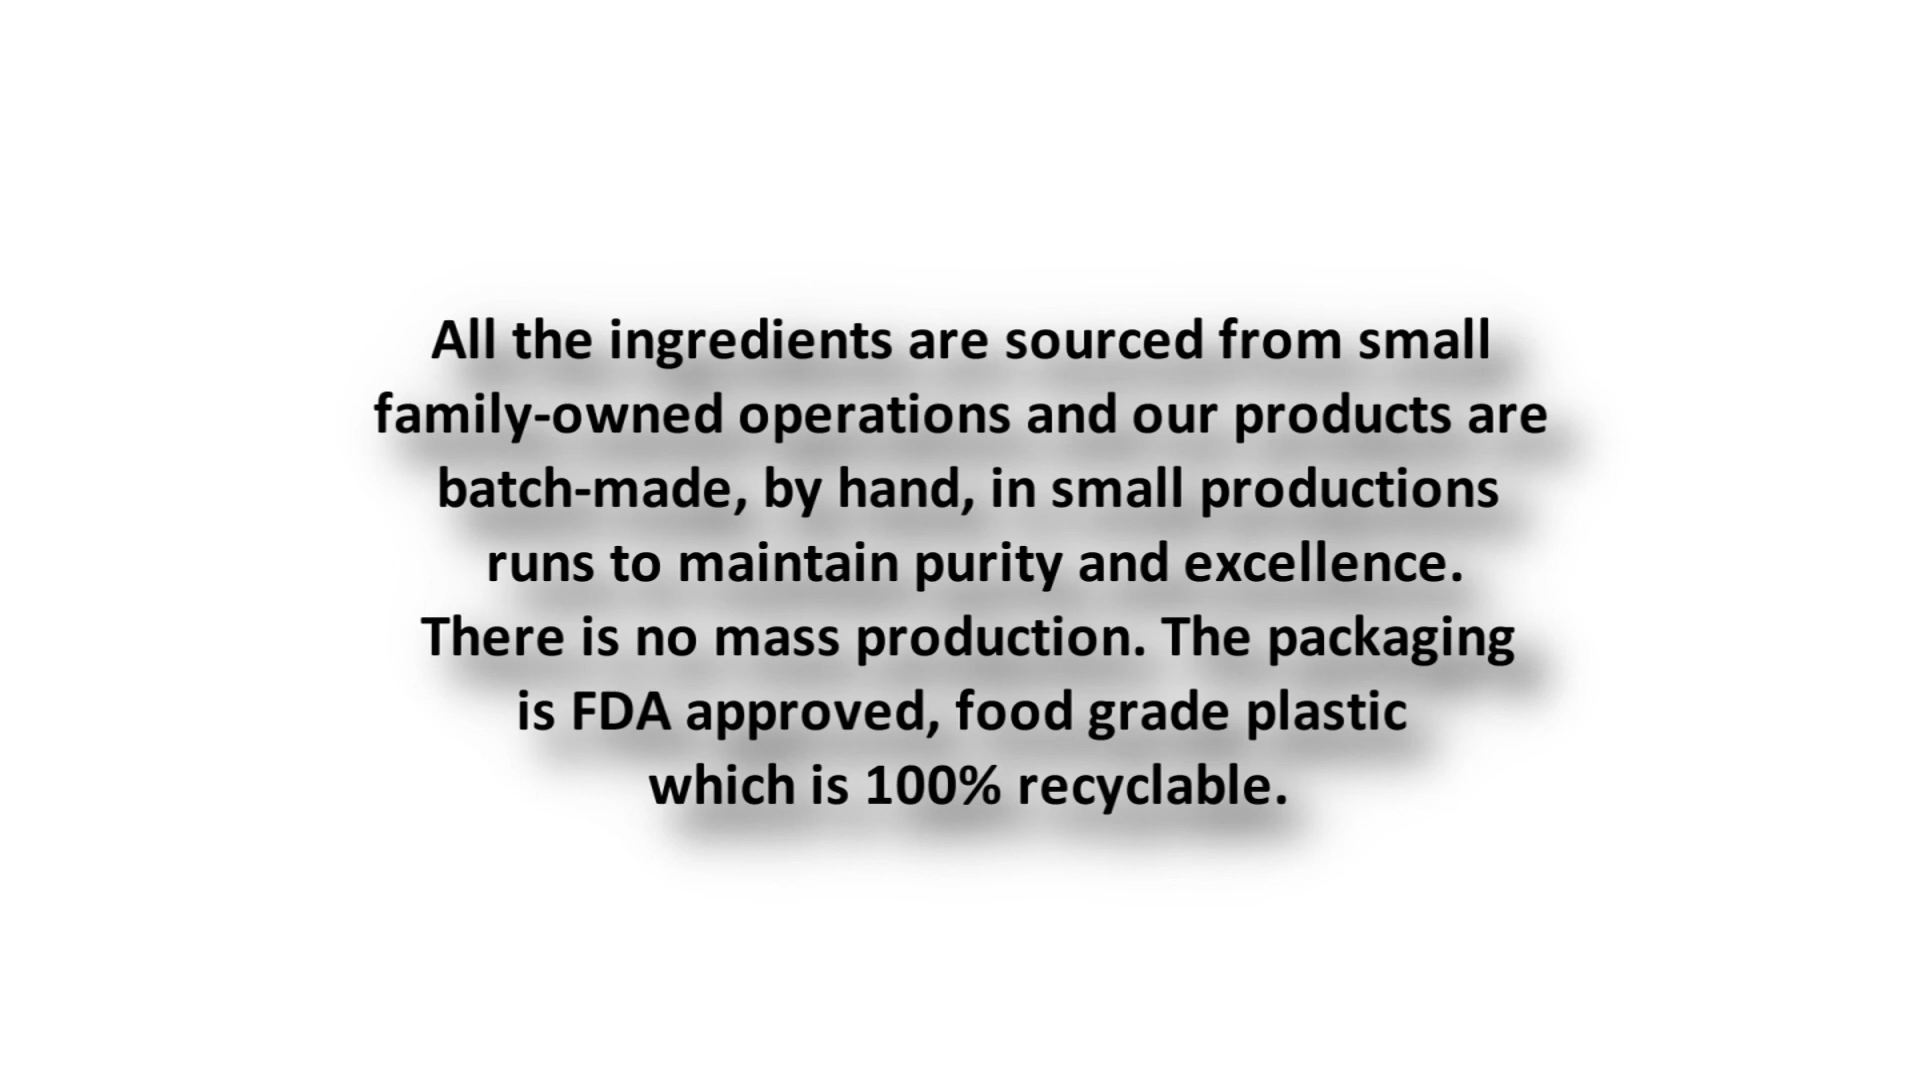 All the ingredients are sourced from small
family-owned operations and our products are
batch-made, by hand, in small productions
runs to maintain purity and excellence.
There is no mass production. The packaging
is FDA approved, food grade plastic
which is 100% recyclable.